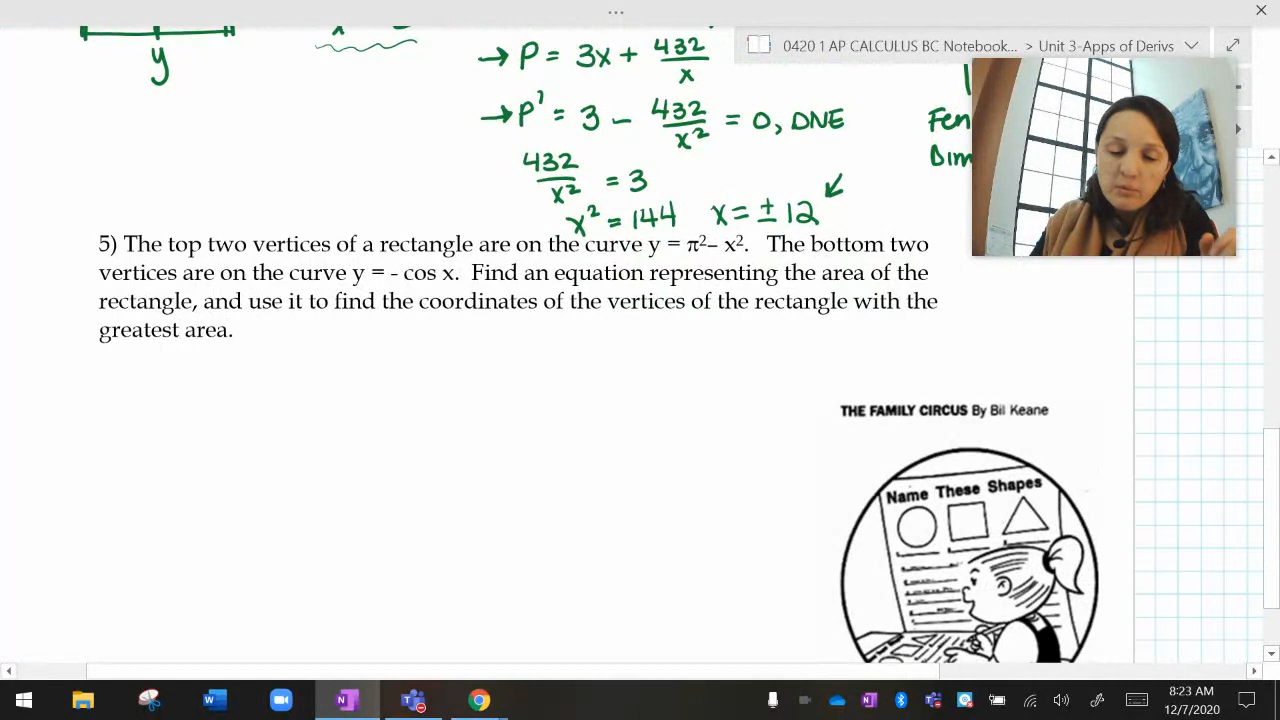 y
→ P = 3x + 432/x
→ P' = 3 - 432/x² = 0, DNE
432/x² = 3
x² = 144 x = ± 12
0420 1 AP CALCULUS BC Notebook... > Unit 3-Apps of Derivs
Fen
Dim
5) The top two vertices of a rectangle are on the curve y = π²– x². The bottom two
vertices are on the curve y = - cos x. Find an equation representing the area of the
rectangle, and use it to find the coordinates of the vertices of the rectangle with the
greatest area.
THE FAMILY CIRCUS By Bil Keane
Name These Shapes
8:23 AM
12/7/2020